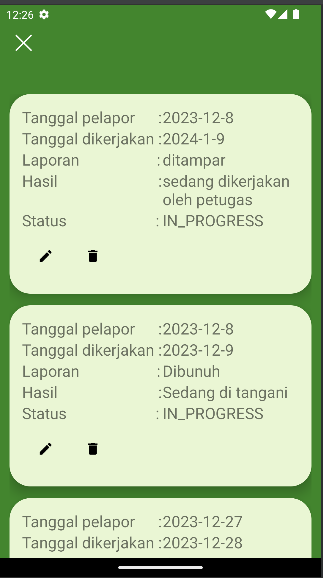 12:26
Tanggal pelapor :2023-12-8
Tanggal dikerjakan :2024-1-9
Laporan : ditampar
Hasil :sedang dikerjakan
oleh petugas
Status : IN_PROGRESS
Tanggal pelapor :2023-12-8
Tanggal dikerjakan :2023-12-9
Laporan : Dibunuh
Hasil :Sedang di tangani
Status : IN_PROGRESS
Tanggal pelapor :2023-12-27
Tanggal dikerjakan :2023-12-28